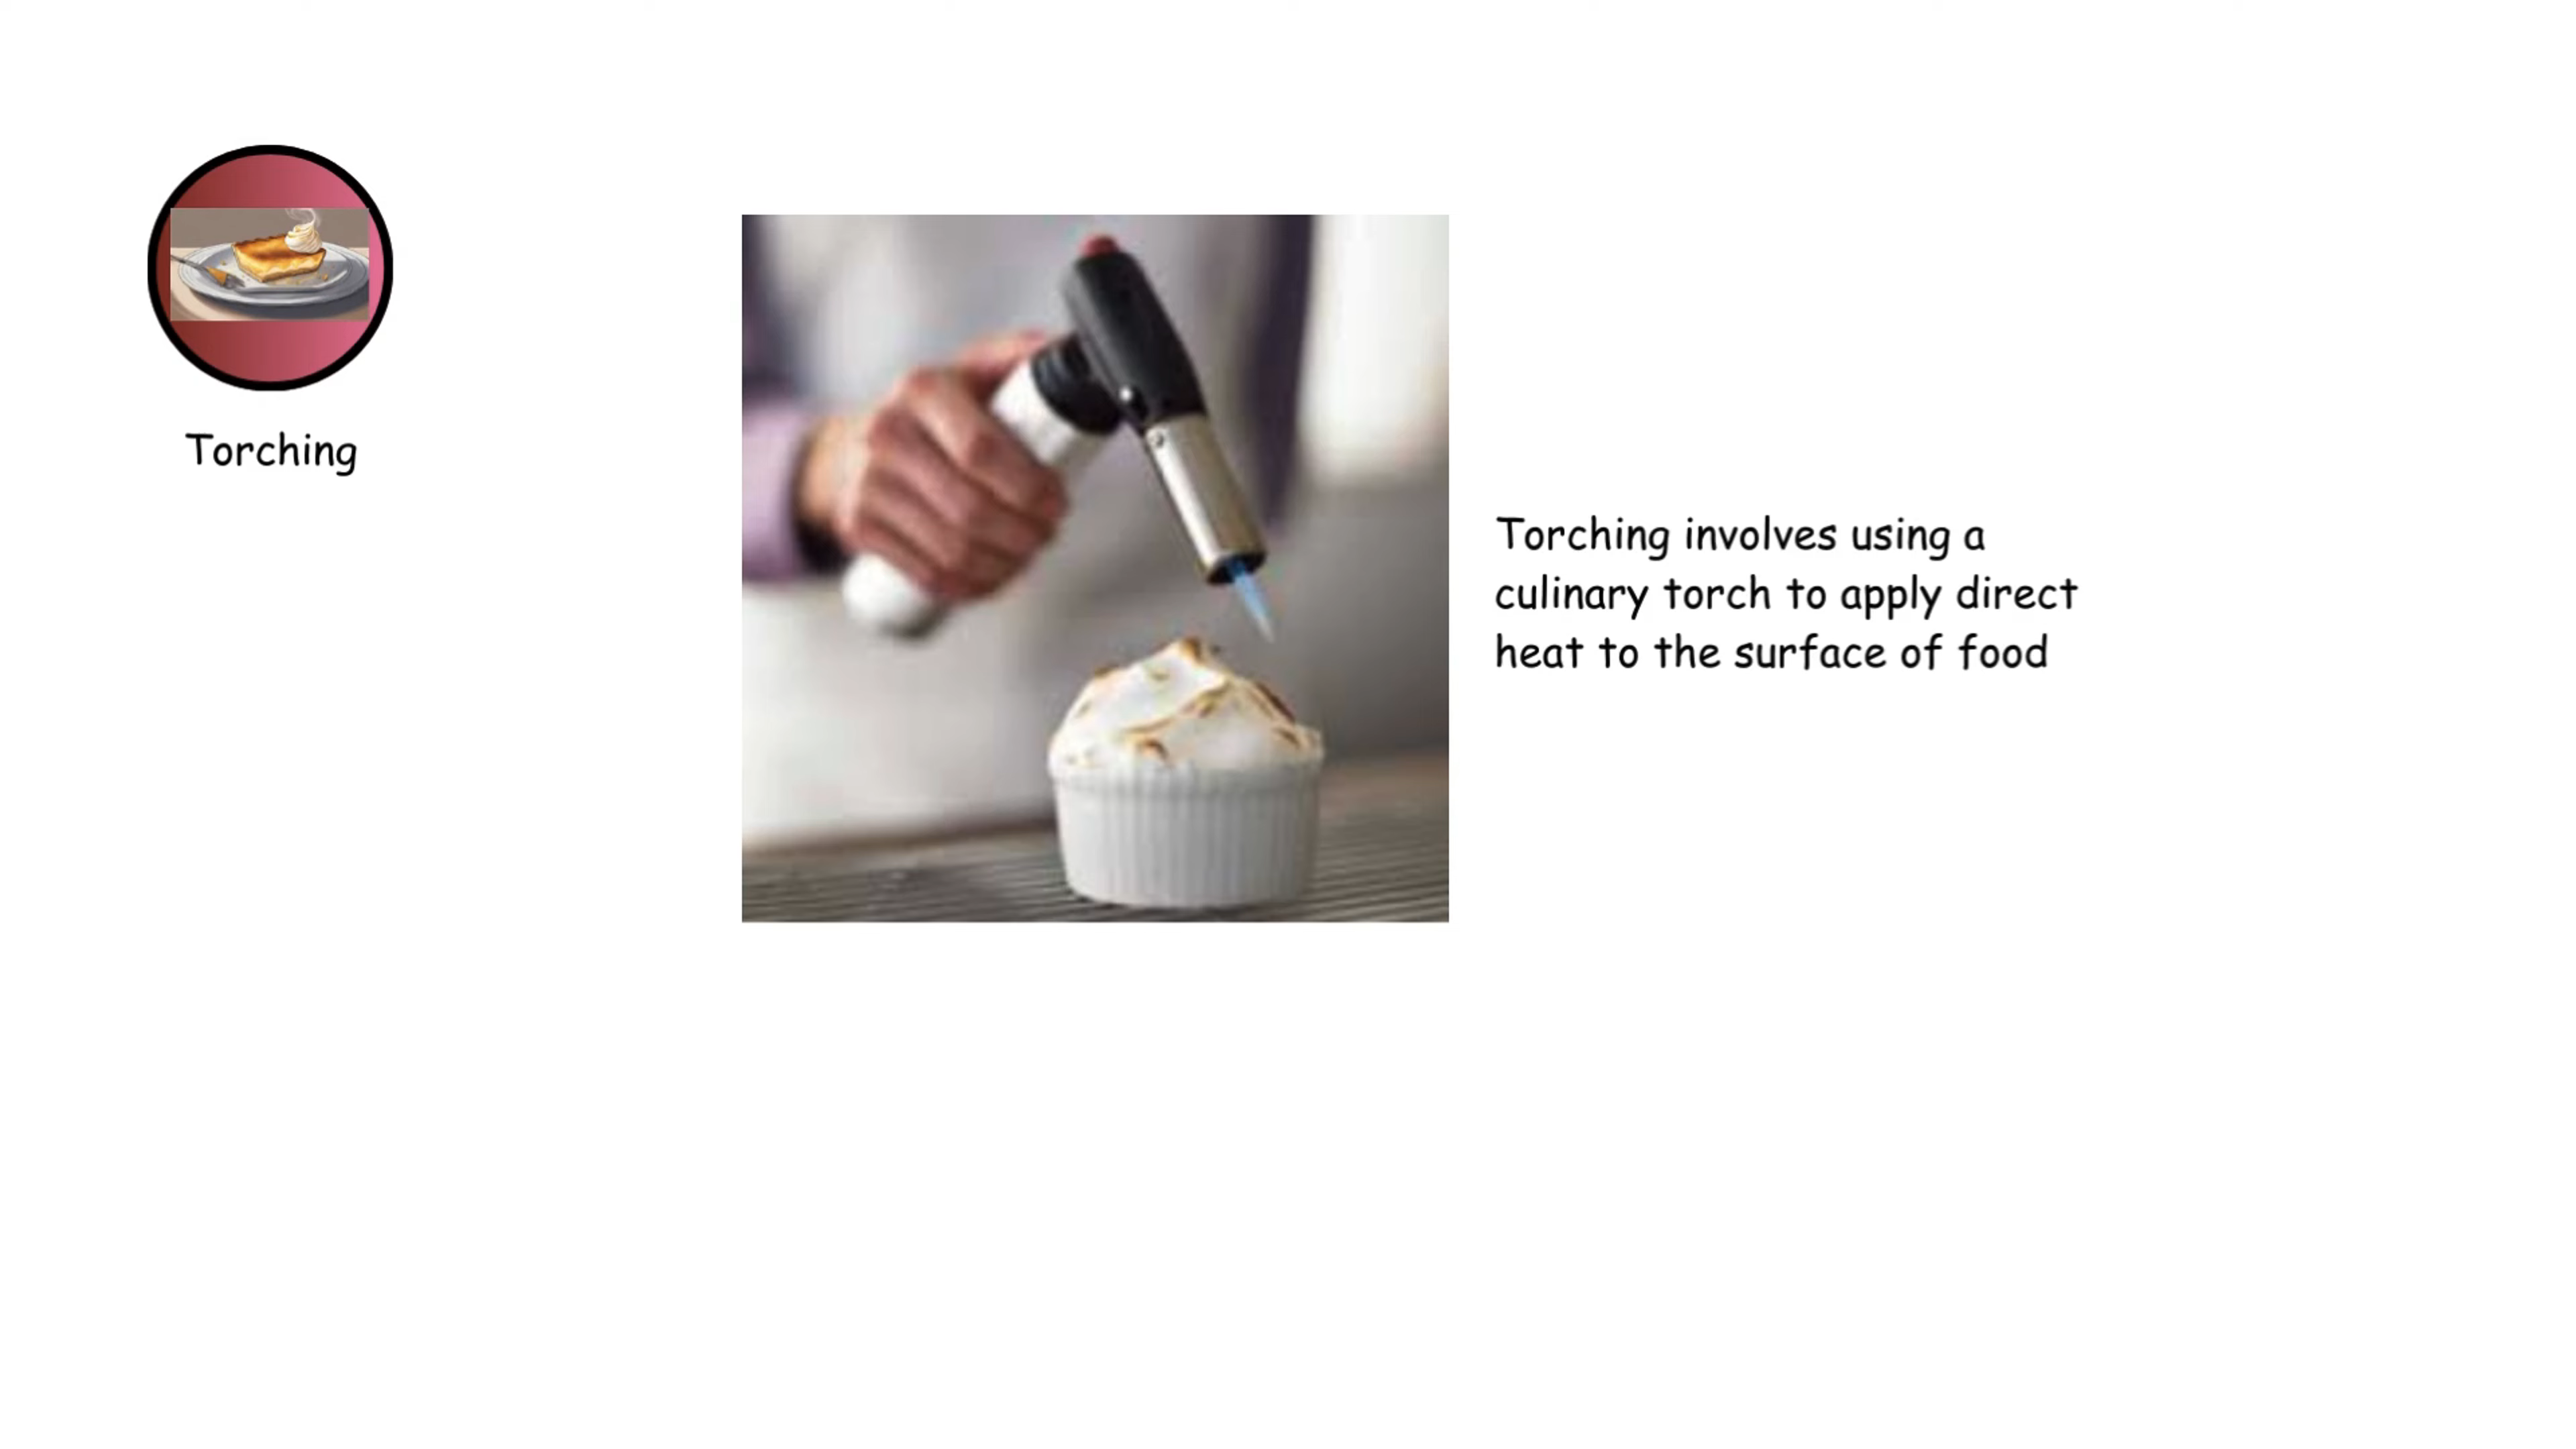 Torching
Torching involves using a
culinary torch to apply direct
heat to the surface of food